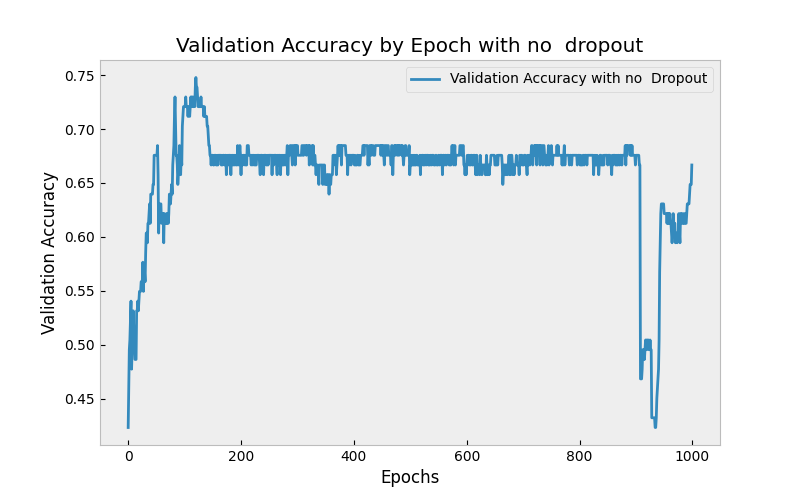 Validation Accuracy by Epoch with no  dropout
Validation Accuracy with no  Dropout
Validation Accuracy
0.75
0.70
0.65
0.60
0.55
0.50
0.45
0 200 400 600 800 1000
Epochs